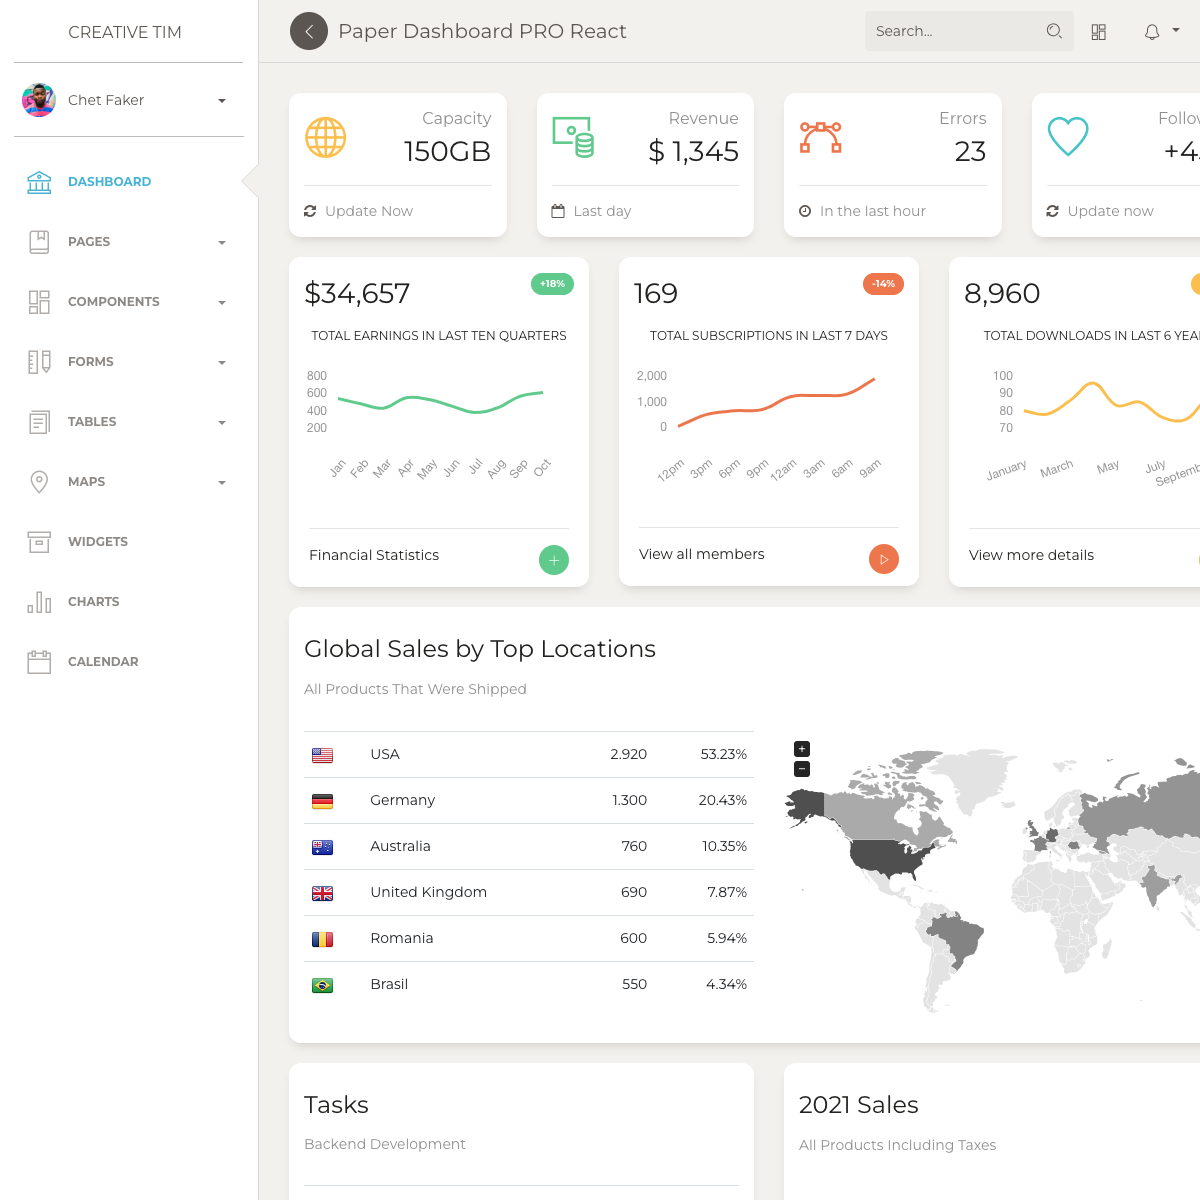 CREATIVE TIM
Chet Faker
DASHBOARD
PAGES
COMPONENTS
FORMS
TABLES
MAPS
WIDGETS
CHARTS
CALENDAR
Paper Dashboard PRO React
Search...
Capacity
150GB
Update Now
Revenue
$ 1,345
Last day
Errors
23
In the last hour
Update now
$34,657
+18%
TOTAL EARNINGS IN LAST TEN QUARTERS
800
600
400
200
Jan Feb Mar Apr May Jun Jul Aug Sep Oct
Financial Statistics
169
-14%
TOTAL SUBSCRIPTIONS IN LAST 7 DAYS
2,000
1,000
0
12pm 3pm 6pm 9pm 12am 3am 6am 9am
View all members
8,960
TOTAL DOWNLOADS IN LAST 6
100
90
80
70
January March May July
View more details
Global Sales by Top Locations
All Products That Were Shipped
USA 2.920 53.23%
Germany 1.300 20.43%
Australia 760 10.35%
United Kingdom 690 7.87%
Romania 600 5.94%
Brasil 550 4.34%
+
−
Tasks
Backend Development
2021 Sales
All Products Including Taxes